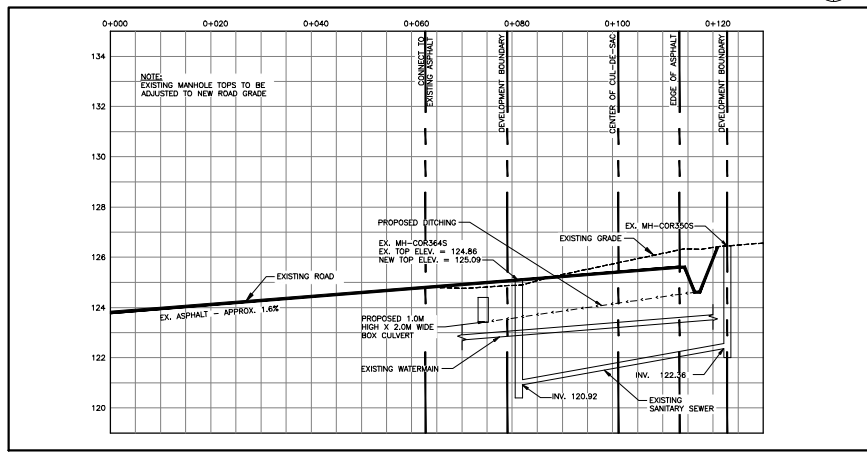 0+000 0+020 0+040 0+060 0+080 0+100 0+120
134
132
130
128
126
124
122
120
NOTE:
EXISTING MANHOLE TOPS TO BE
ADJUSTED TO NEW ROAD GRADE
CONNECT TO
EXISTING ASPHALT
DEVELOPMENT BOUNDARY
CENTER OF CUL-DE-SAC
EDGE OF ASPHALT
DEVELOPMENT BOUNDARY
PROPOSED DITCHING
EX. MH-COR364S
EX. TOP ELEV. = 124.86
NEW TOP ELEV. = 125.09
EX. MH-COR350S
EXISTING GRADE
EXISTING ROAD
EX. ASPHALT - APPROX. 1.6%
PROPOSED 1.0M
HIGH X 2.0M WIDE
BOX CULVERT
EXISTING WATERMAIN
INV. 122.36
INV. 120.92
EXISTING
SANITARY SEWER